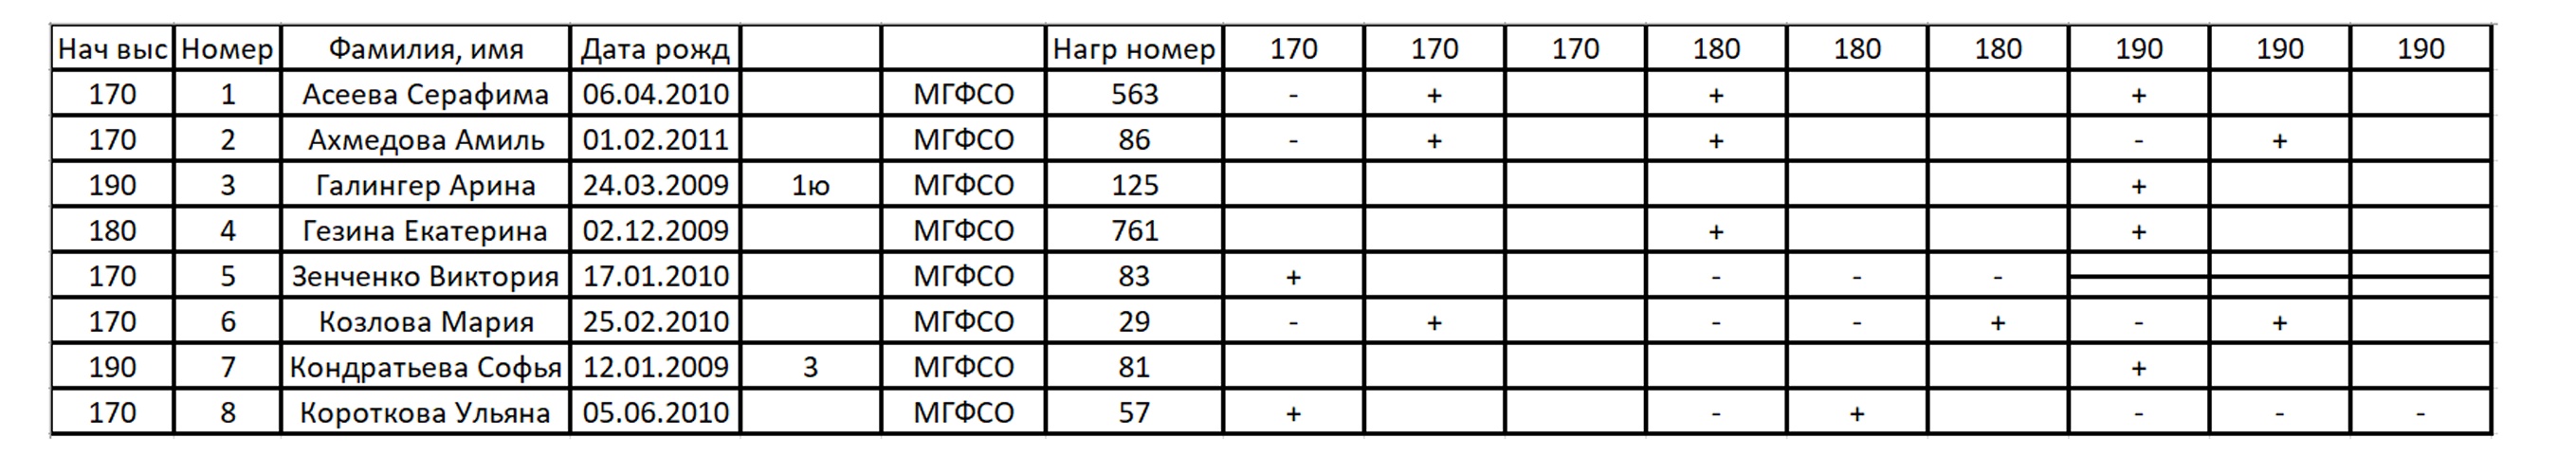 Нач выс Номер Фамилия, имя Дата рожд Нагр номер 170 170 170 180 180 180 190 190 190
170 1 Асеева Серафима 06.04.2010 МГФСО 563 - + + +
170 2 Ахмедова Амиль 01.02.2011 МГФСО 86 - + + - +
190 3 Галингер Арина 24.03.2009 1ю МГФСО 125 +
180 4 Гезина Екатерина 02.12.2009 МГФСО 761 + +
170 5 Зенченко Виктория 17.01.2010 МГФСО 83 + - - -
170 6 Козлова Мария 25.02.2010 МГФСО 29 - + - - + - +
190 7 Кондратьева Софья 12.01.2009 3 МГФСО 81 +
170 8 Короткова Ульяна 05.06.2010 МГФСО 57 + - + - - -